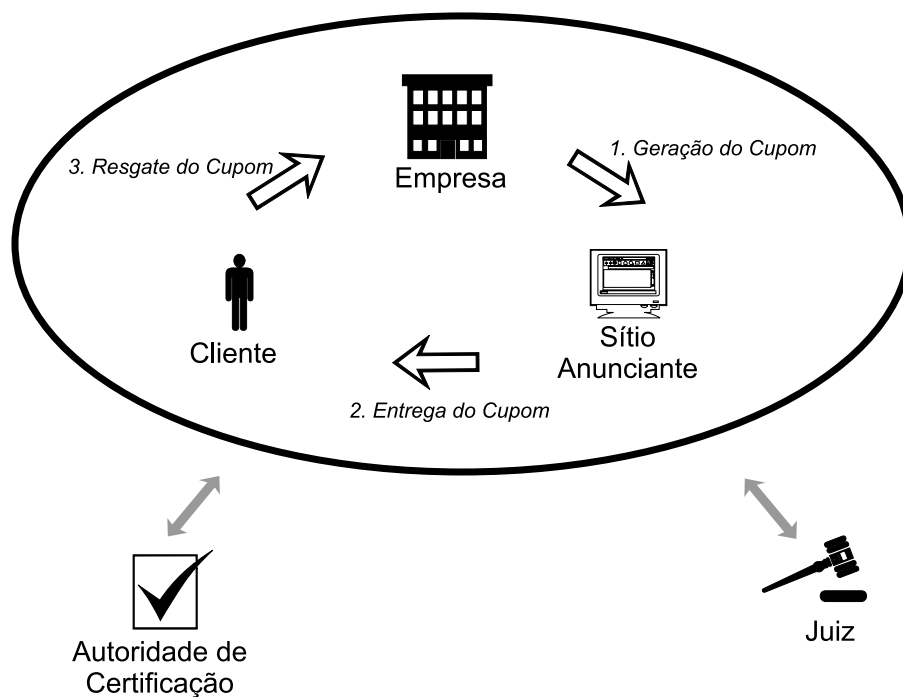 1. Geração do Cupom
3. Resgate do Cupom
Empresa
Sítio
Anunciante
Cliente
2. Entrega do Cupom
Autoridade de
Certificação
Juiz